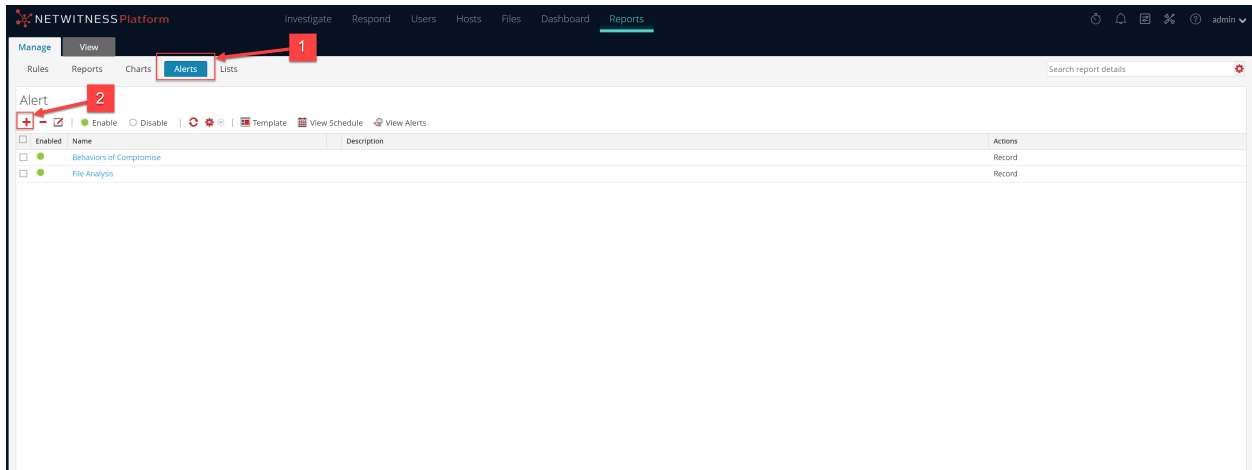 NETWITNESS Platform Investigate Respond Users Hosts Files Dashboard Reports admin
Manage View 1
Rules Reports Charts Alerts Lists Search report details
Alert 2
Enable Disable Template View Schedule View Alerts
Enabled Name Description Actions
Behaviors of Compromise Record
File Analysis Record